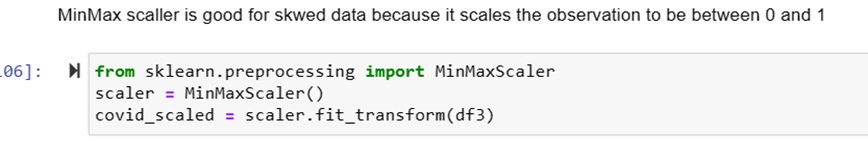 MinMax scaller is good for skwed data because it scales the observation to be between 0 and 1
.06]:
from sklearn.preprocessing import MinMaxScaler
scaler = MinMaxScaler()
covid_scaled = scaler.fit_transform(df3)